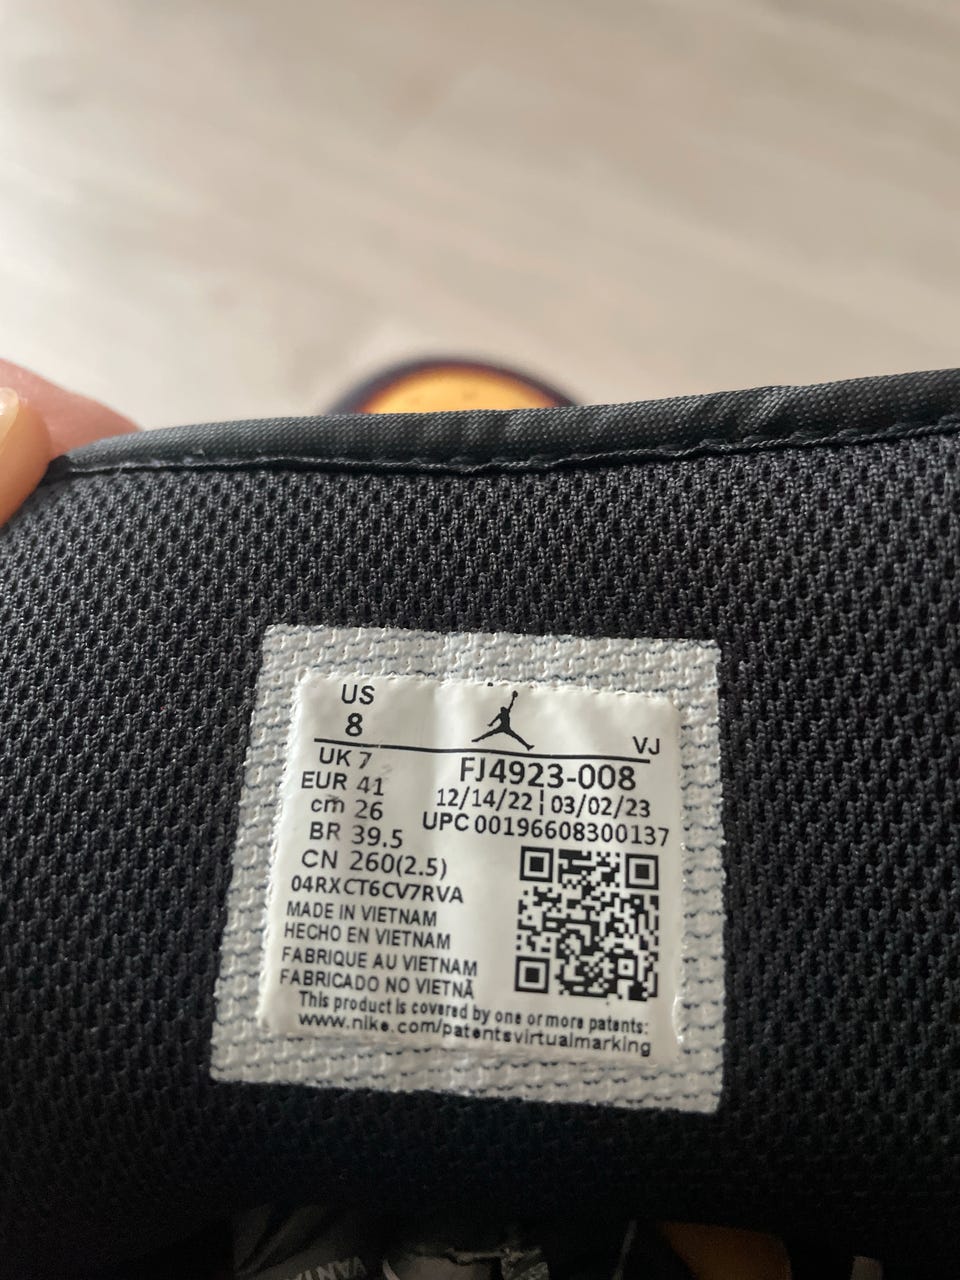 US
8
VJ
UK 7
EUR 41
cm 26
BR 39.5
CN 260(2.5)
FJ4923-008
12/14/22 ¦ 03/02/23
UPC 00196608300137
04RXCT6CV7RVA
MADE IN VIETNAM
HECHO EN VIETNAM
FABRIQUE AU VIETNAM
FABRICADO NO VIETNÃ
This product is covered by one or more patents:
www.nike.com/patentsvirtualmarking